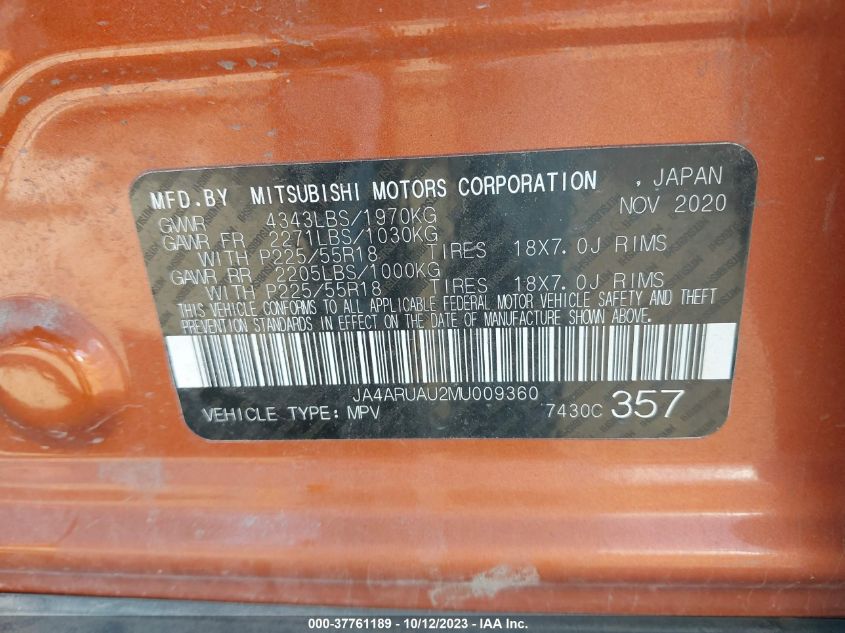 MFD.BY MITSUBISHI MOTORS CORPORATION , JAPAN
GVWR 4343LBS/1970KG NOV 2020
GAWR FR 2271LBS/1030KG
WITH P225/55R18 TIRES 18X7.0J RIMS
GAWR RR 2205LBS/1000KG
WITH P225/55R18 TIRES 18X7.0J RIMS
THIS VEHICLE CONFORMS TO ALL APPLICABLE FEDERAL MOTOR VEHICLE SAFETY AND THEFT
PREVENTION STANDARDS IN EFFECT ON THE DATE OF MANUFACTURE SHOWN ABOVE.
JA4ARUAU2MU009360
VEHICLE TYPE: MPV 7430C 357
000-37761189 - 10/12/2023 - IAA Inc.